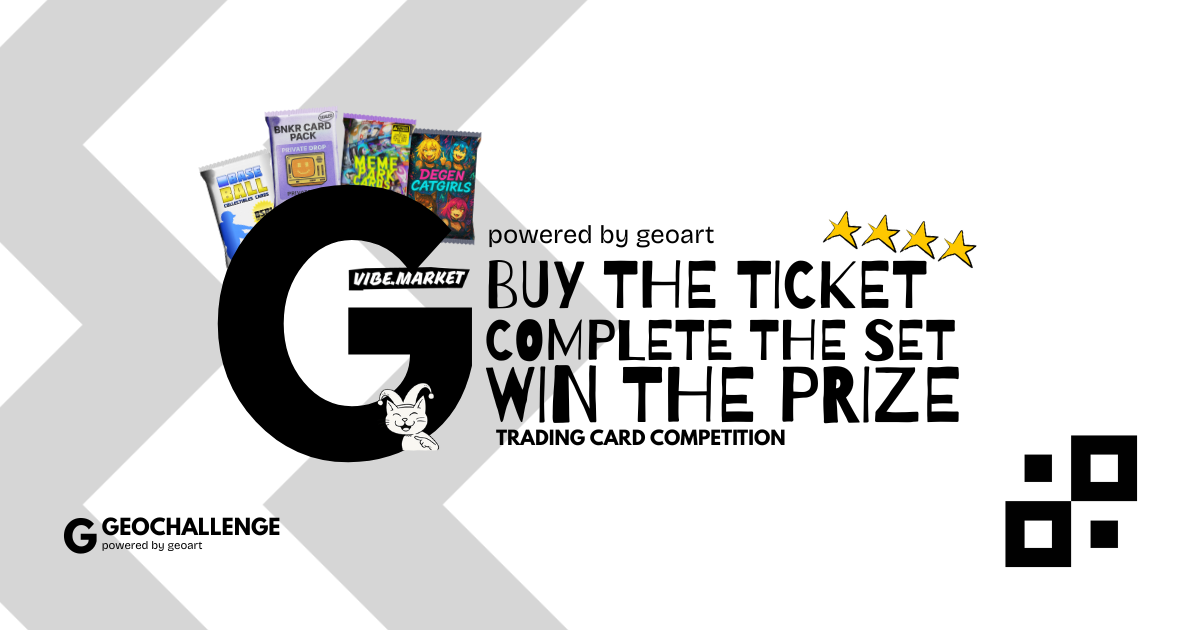 BASE
BALL
COLLECTIBLES CARDS
BNKR CARD
PACK
PRIVATE DROP
MEME
PARK
CARDS
DEGEN
CATGIRLS
VIBE.MARKET
powered by geoart
BUY THE TICKET
COMPLETE THE SET
WIN THE PRIZE
TRADING CARD COMPETITION
G GEOCHALLENGE
powered by geoart